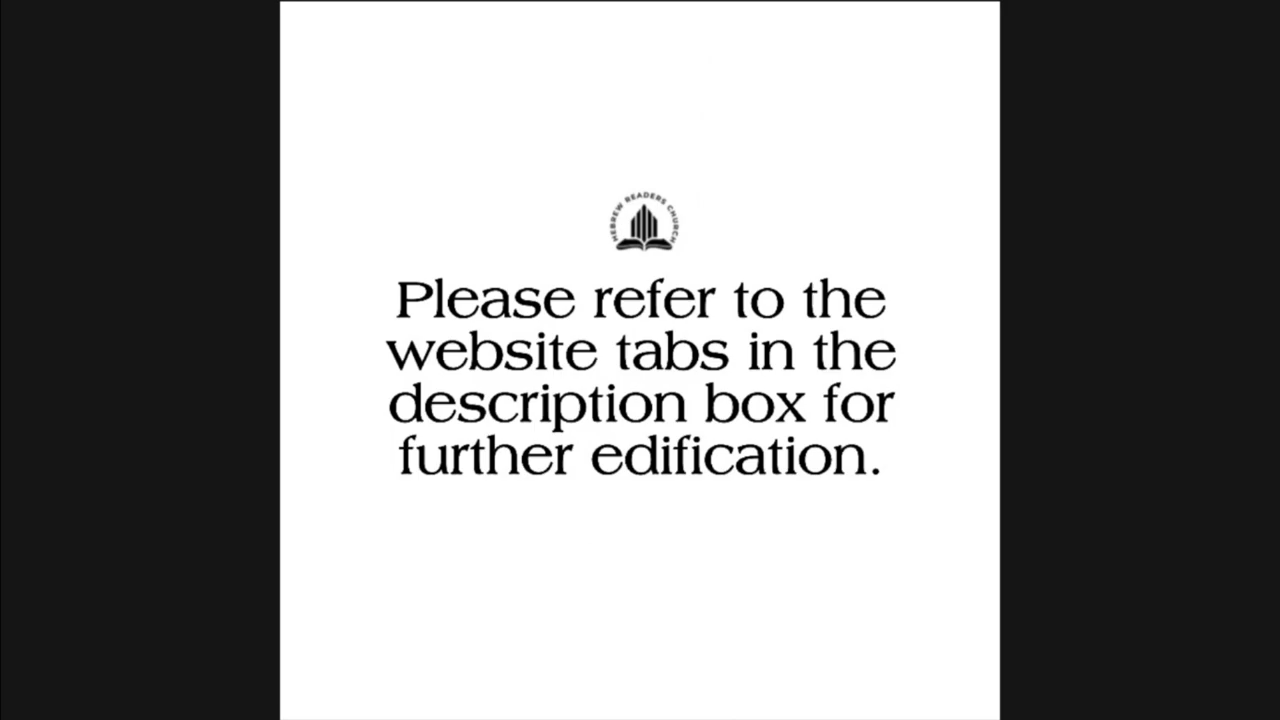 HEBREW READERS CHURCH
Please refer to the
website tabs in the
description box for
further edification.